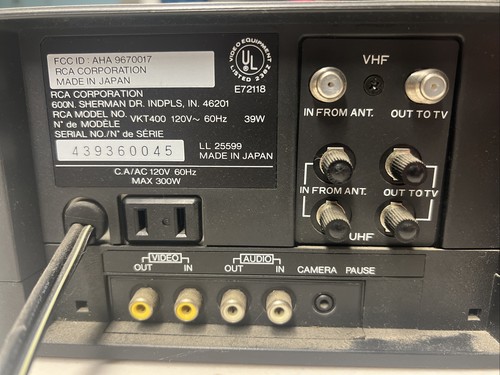 FCC ID : AHA 9670017
RCA CORPORATION
MADE IN JAPAN
VIDEO EQUIPMENT
UL
LISTED
E72118
RCA CORPORATION
600N. SHERMAN DR. INDPLS, IN. 46201
RCA MODEL NO.
N° de MODÈLE VKT400 120V~ 60Hz 39W
SERIAL NO./N° de SÉRIE
439360045
LL 25599
MADE IN JAPAN
C.A/AC 120V 60Hz
MAX 300W
VHF
IN FROM ANT. OUT TO TV
IN FROM ANT. OUT TO TV
UHF
VIDEO AUDIO
OUT IN OUT IN CAMERA PAUSE